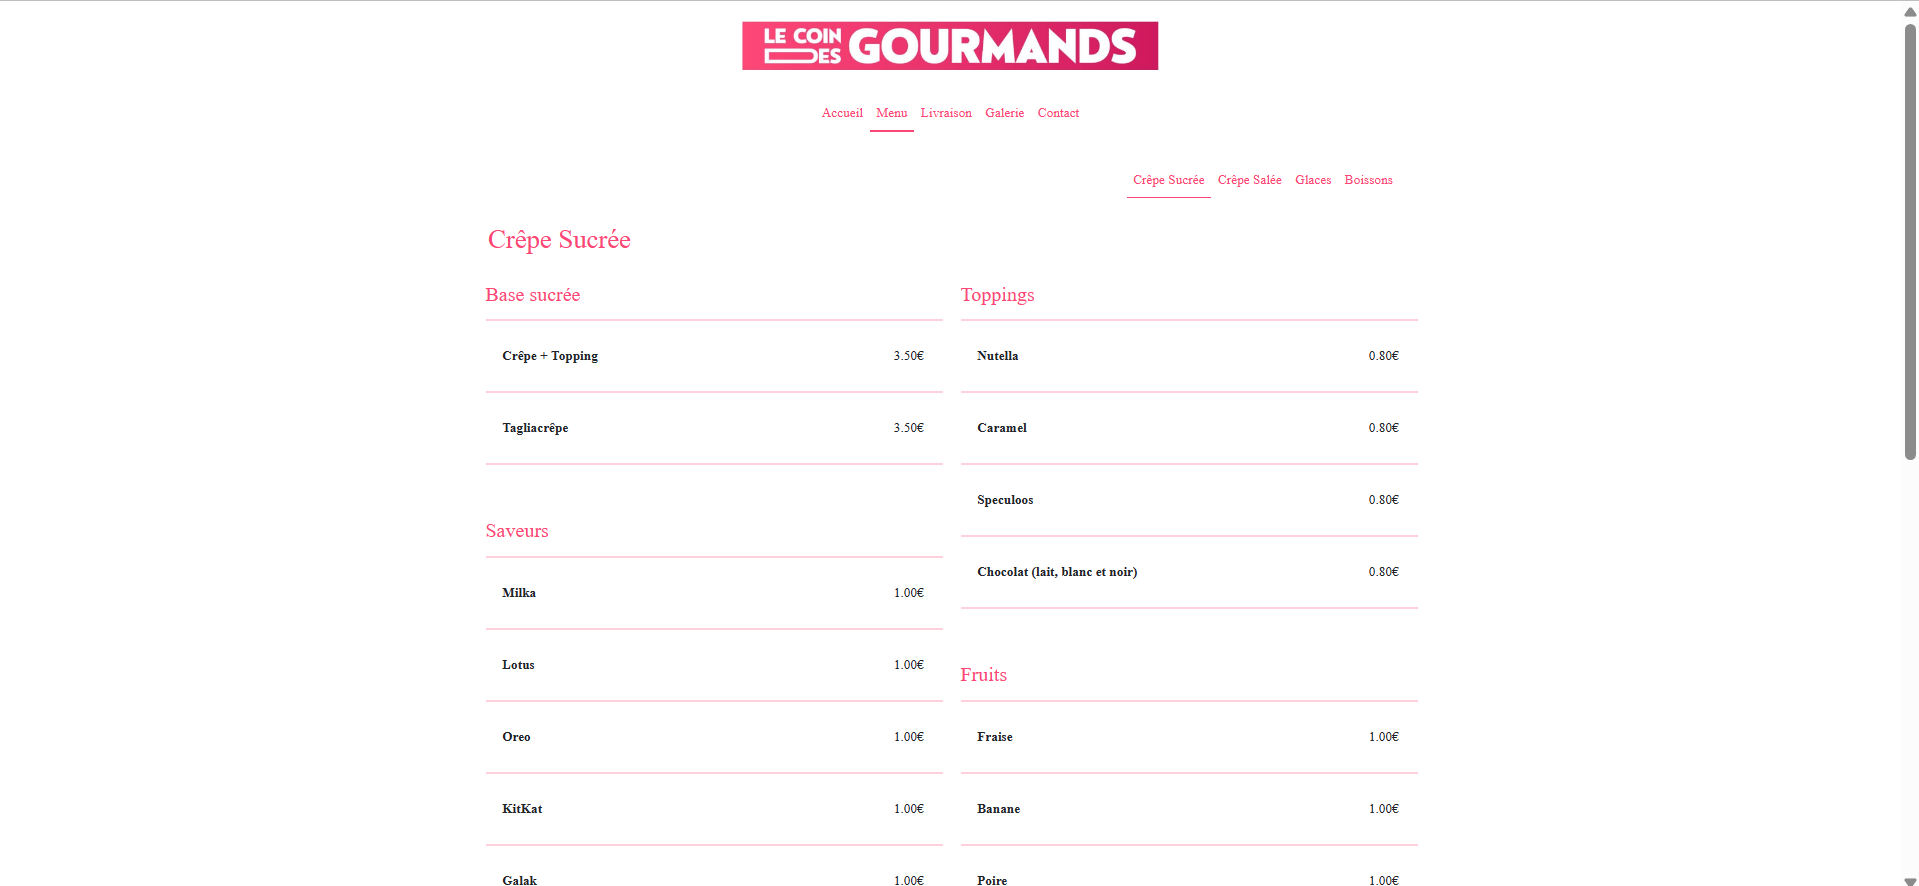 LE COIN
DES GOURMANDS
Accueil Menu Livraison Galerie Contact
Crêpe Sucrée Crêpe Salée Glaces Boissons
Crêpe Sucrée
Base sucrée
Crêpe + Topping 3.50€
Tagliacrêpe 3.50€
Saveurs
Milka 1.00€
Lotus 1.00€
Oreo 1.00€
KitKat 1.00€
Galak 1.00€
Toppings
Nutella 0.80€
Caramel 0.80€
Speculoos 0.80€
Chocolat (lait, blanc et noir) 0.80€
Fruits
Fraise 1.00€
Banane 1.00€
Poire 1.00€